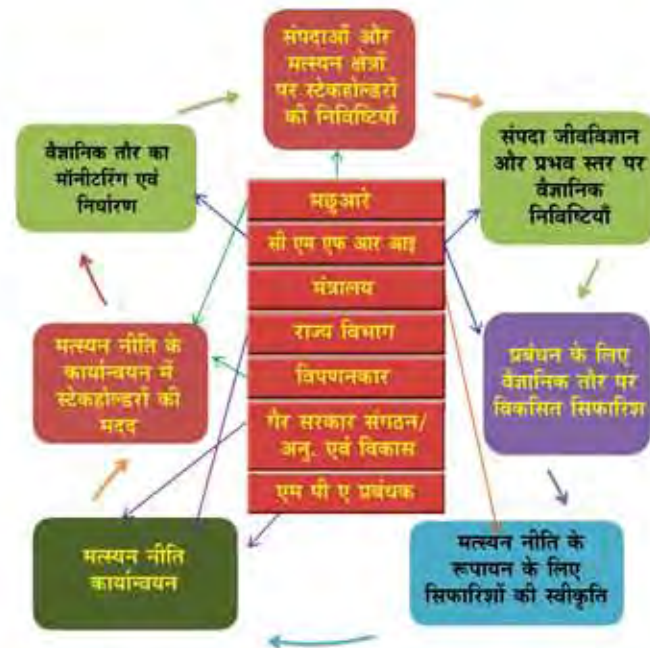 संपदाओं और
मत्स्यन क्षेत्रों
पर स्टेकहोल्डरों
की निविष्टियाँ
वैज्ञानिक तौर का
मॉनीटरिंग एवं
निर्धारण
संपदा जीवविज्ञान
और प्रभव स्तर पर
वैज्ञानिक
निविष्टियाँ
मछुआरे
सी एम एफ आर आइ
मंत्रालय
राज्य विभाग
विपणनकार
गैर सरकार संगठन/
अनु. एवं विकास
एम पी ए प्रबंधक
मत्स्यन नीति के
कार्यान्वयन में
स्टेकहोल्डरों की
मदद
प्रबंधन के लिए
वैज्ञानिक तौर पर
विकसित सिफारिश
मत्स्यन नीति
कार्यान्वयन
मत्स्यन नीति के
रूपायन के लिए
सिफारिशों की स्वीकृति